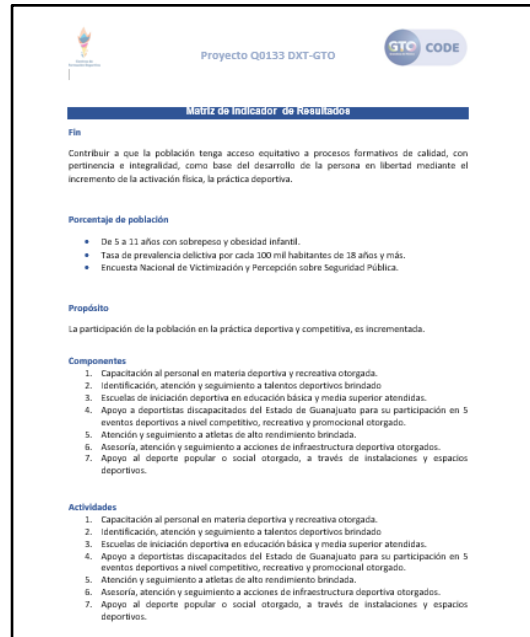 Proyecto Q0133 DXT-GTO
GTO CODE
Matriz de Indicador de Resultados
Fin
Contribuir a que la población tenga acceso equitativo a procesos formativos de calidad, con
pertinencia e integralidad, como base del desarrollo de la persona en libertad mediante el
incremento de la activación física, la práctica deportiva.
Porcentaje de población
• De 5 a 11 años con sobrepeso y obesidad infantil.
• Tasa de prevalencia delictiva por cada 100 mil habitantes de 18 años y más.
• Encuesta Nacional de Victimización y Percepción sobre Seguridad Pública.
Propósito
La participación de la población en la práctica deportiva y competitiva, es incrementada.
Componentes
1. Capacitación al personal en materia deportiva y recreativa otorgada.
2. Identificación, atención y seguimiento a talentos deportivos brindado
3. Escuelas de iniciación deportiva en educación básica y media superior atendidas.
4. Apoyo a deportistas discapacitados del Estado de Guanajuato para su participación en 5
eventos deportivos a nivel competitivo, recreativo y promocional otorgado.
5. Atención y seguimiento a atletas de alto rendimiento brindada.
6. Asesoría, atención y seguimiento a acciones de infraestructura deportiva otorgados.
7. Apoyo al deporte popular o social otorgado, a través de instalaciones y espacios
deportivos.
Actividades
1. Capacitación al personal en materia deportiva y recreativa otorgada.
2. Identificación, atención y seguimiento a talentos deportivos brindado
3. Escuelas de iniciación deportiva en educación básica y media superior atendidas.
4. Apoyo a deportistas discapacitados del Estado de Guanajuato para su participación en 5
eventos deportivos a nivel competitivo, recreativo y promocional otorgado.
5. Atención y seguimiento a atletas de alto rendimiento brindada.
6. Asesoría, atención y seguimiento a acciones de infraestructura deportiva otorgados.
7. Apoyo al deporte popular o social otorgado, a través de instalaciones y espacios
deportivos.